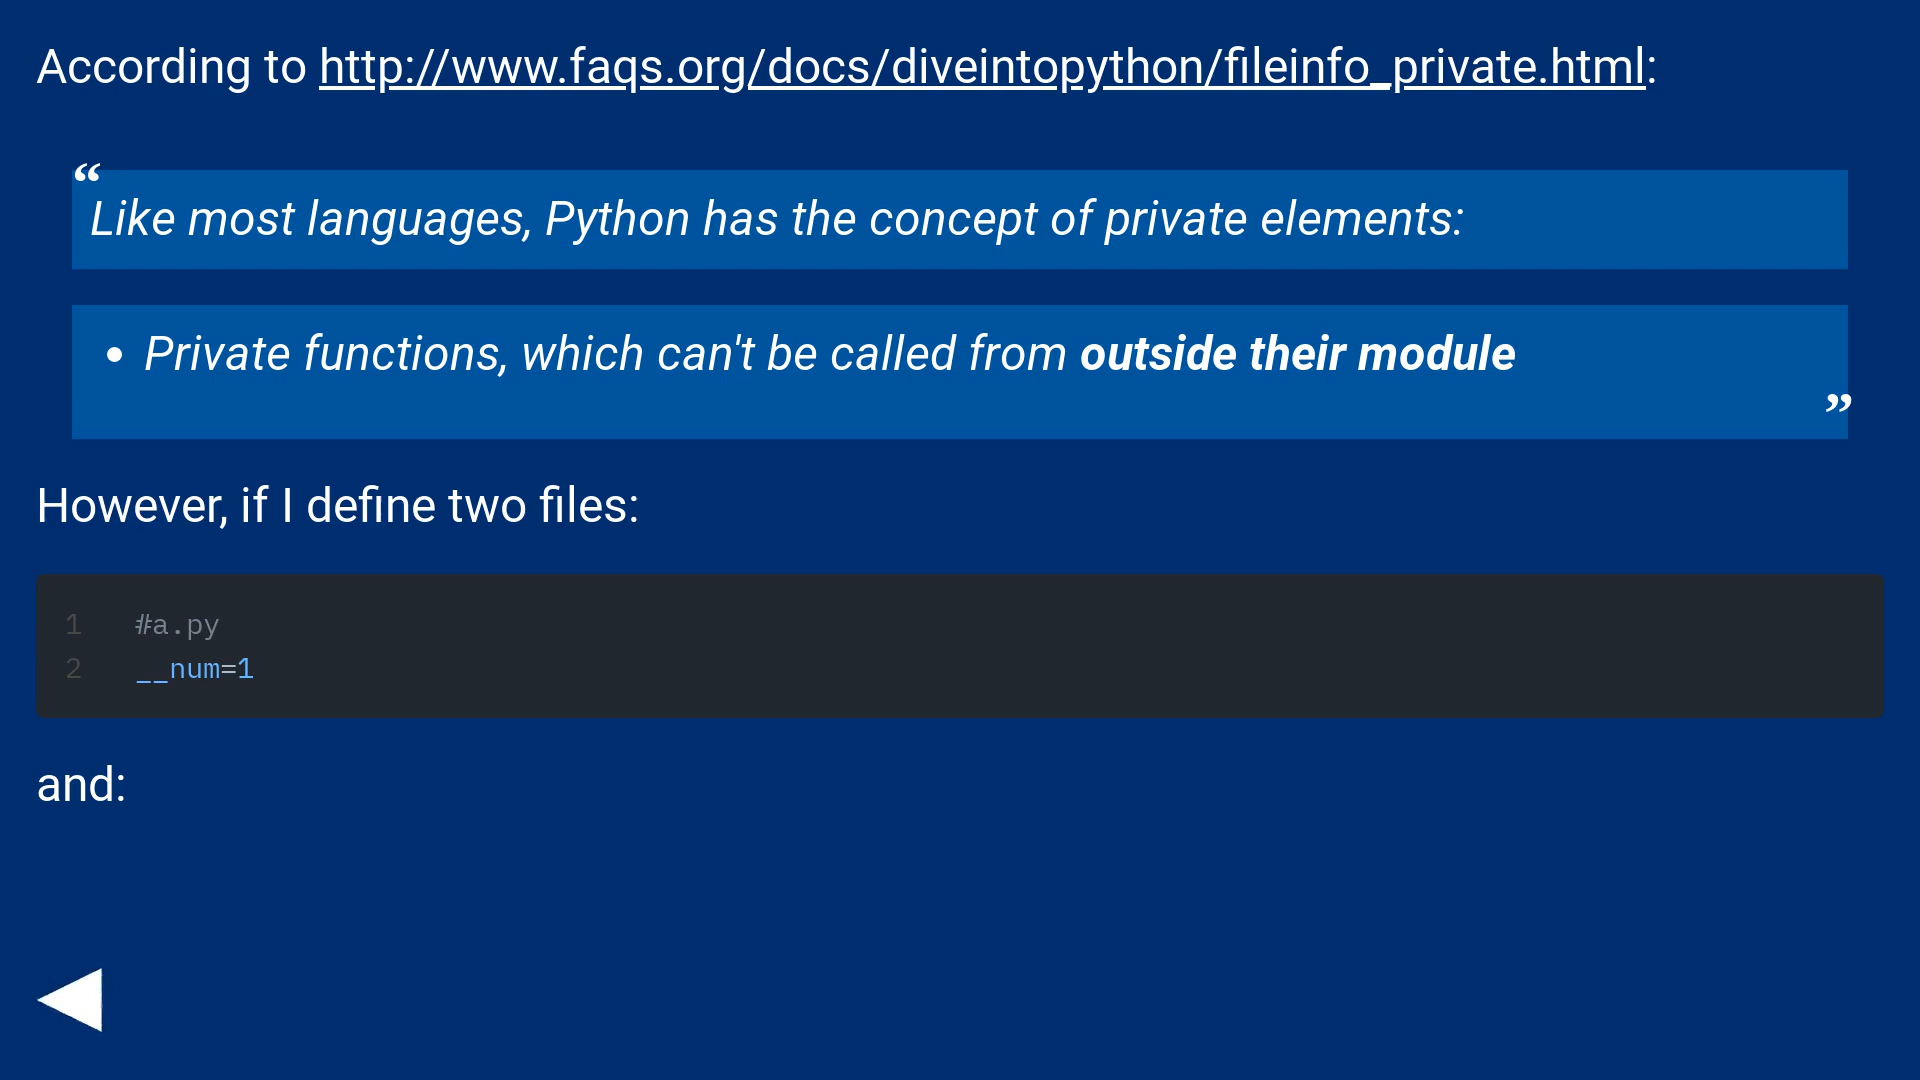 According to http://www.faqs.org/docs/diveintopython/fileinfo_private.html:
“
Like most languages, Python has the concept of private elements:
• Private functions, which can't be called from outside their module
”
However, if I define two files:
1 #a.py
2 __num=1
and: